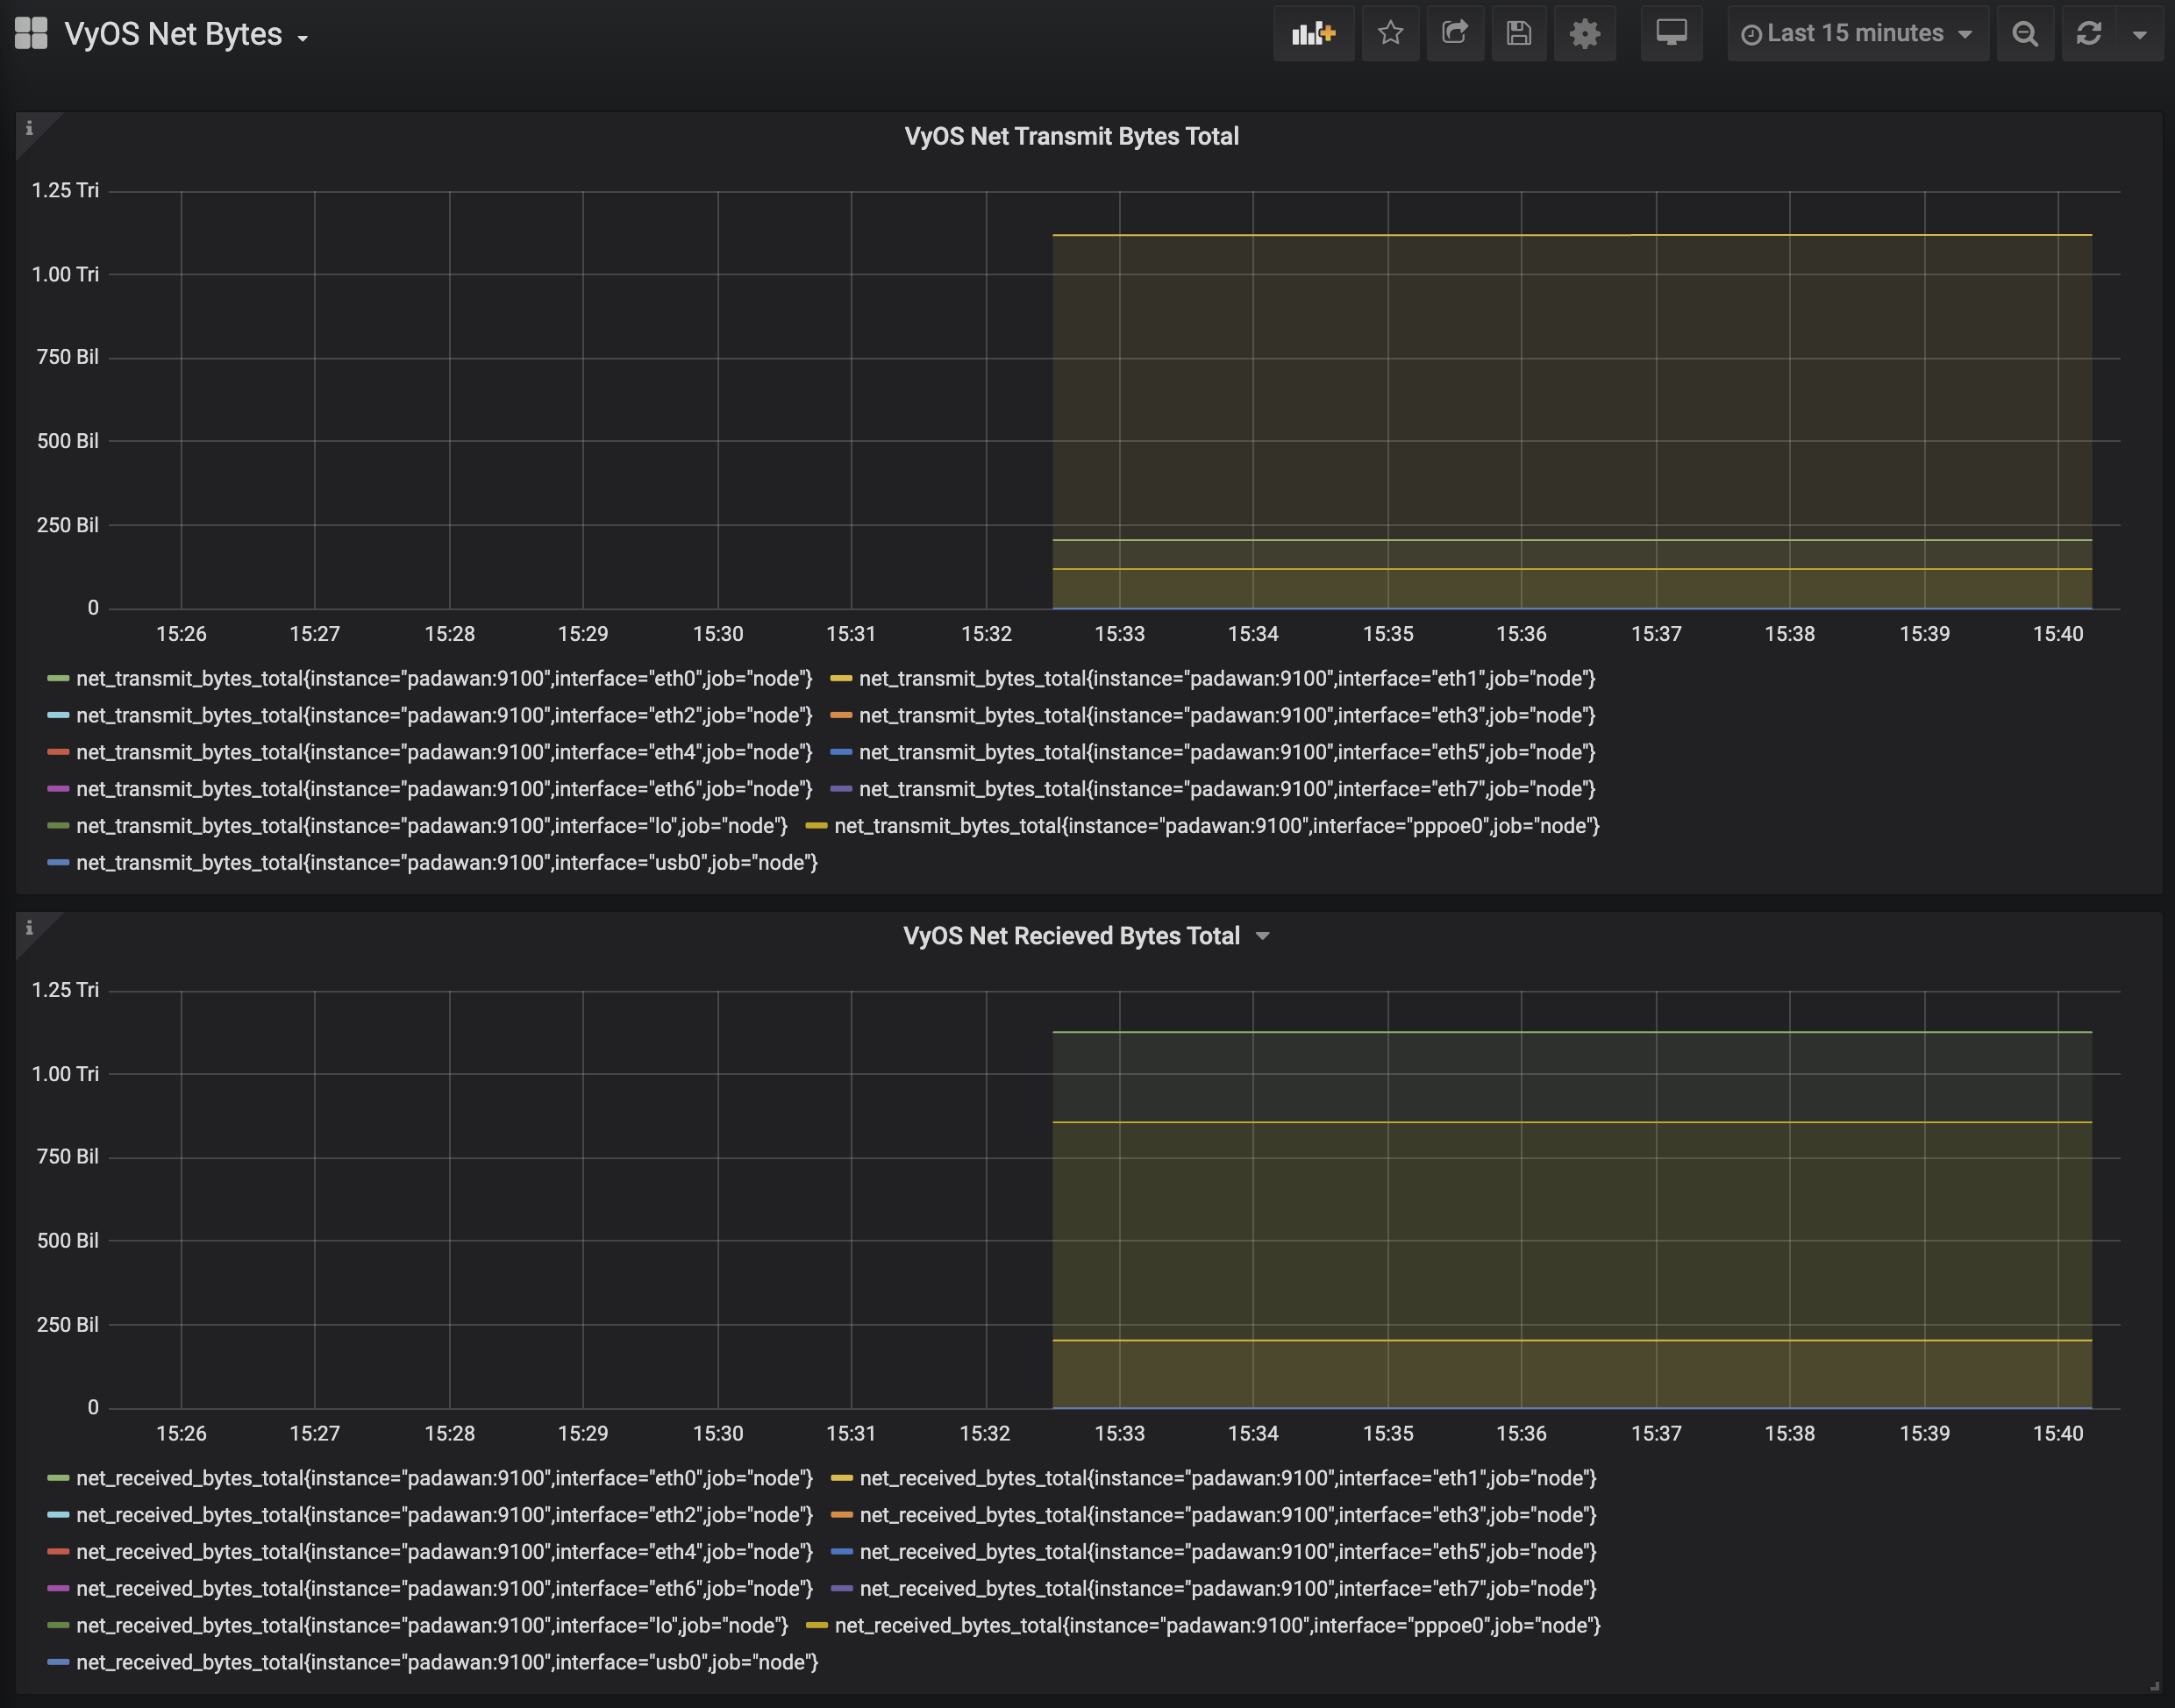 VyOS Net Bytes
Last 15 minutes
VyOS Net Transmit Bytes Total
1.25 Tri
1.00 Tri
750 Bil
500 Bil
250 Bil
0
15:26 15:27 15:28 15:29 15:30 15:31 15:32 15:33 15:34 15:35 15:36 15:37 15:38 15:39 15:40
net_transmit_bytes_total{instance="padawan:9100",interface="eth0",job="node"} net_transmit_bytes_total{instance="padawan:9100",interface="eth1",job="node"}
net_transmit_bytes_total{instance="padawan:9100",interface="eth2",job="node"} net_transmit_bytes_total{instance="padawan:9100",interface="eth3",job="node"}
net_transmit_bytes_total{instance="padawan:9100",interface="eth4",job="node"} net_transmit_bytes_total{instance="padawan:9100",interface="eth5",job="node"}
net_transmit_bytes_total{instance="padawan:9100",interface="eth6",job="node"} net_transmit_bytes_total{instance="padawan:9100",interface="eth7",job="node"}
net_transmit_bytes_total{instance="padawan:9100",interface="lo",job="node"} net_transmit_bytes_total{instance="padawan:9100",interface="pppoe0",job="node"}
net_transmit_bytes_total{instance="padawan:9100",interface="usb0",job="node"}
VyOS Net Recieved Bytes Total
1.25 Tri
1.00 Tri
750 Bil
500 Bil
250 Bil
0
15:26 15:27 15:28 15:29 15:30 15:31 15:32 15:33 15:34 15:35 15:36 15:37 15:38 15:39 15:40
net_received_bytes_total{instance="padawan:9100",interface="eth0",job="node"} net_received_bytes_total{instance="padawan:9100",interface="eth1",job="node"}
net_received_bytes_total{instance="padawan:9100",interface="eth2",job="node"} net_received_bytes_total{instance="padawan:9100",interface="eth3",job="node"}
net_received_bytes_total{instance="padawan:9100",interface="eth4",job="node"} net_received_bytes_total{instance="padawan:9100",interface="eth5",job="node"}
net_received_bytes_total{instance="padawan:9100",interface="eth6",job="node"} net_received_bytes_total{instance="padawan:9100",interface="eth7",job="node"}
net_received_bytes_total{instance="padawan:9100",interface="lo",job="node"} net_received_bytes_total{instance="padawan:9100",interface="pppoe0",job="node"}
net_received_bytes_total{instance="padawan:9100",interface="usb0",job="node"}